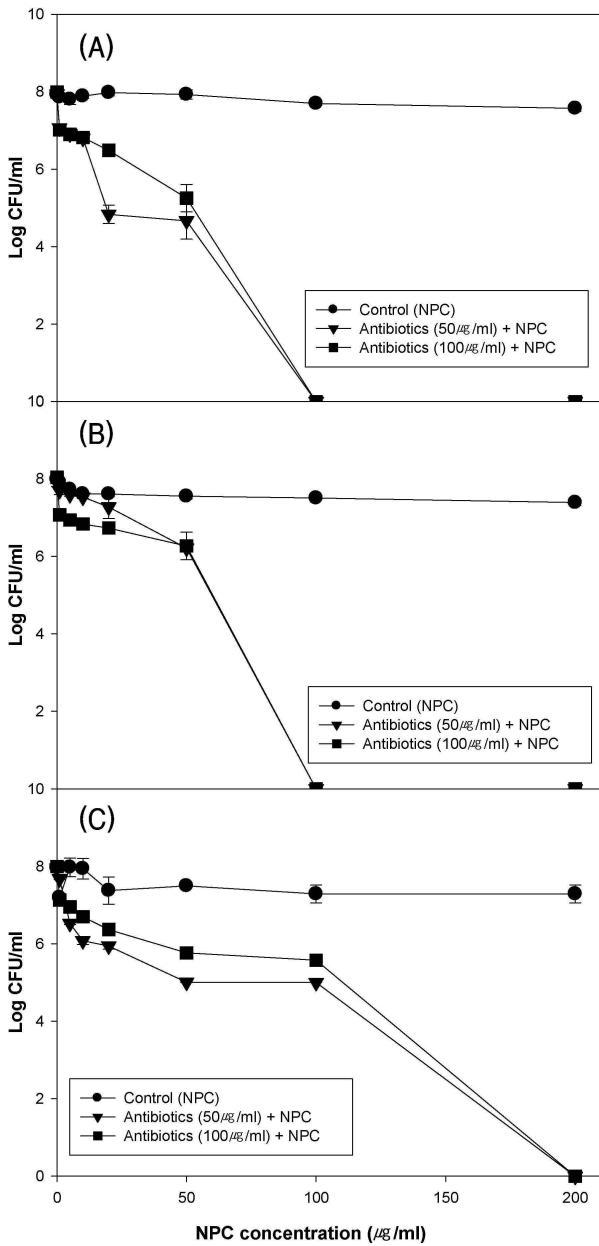 10
(A)
8
6
Log CFU/ml
4
2
Control (NPC)
Antibiotics (50㎍/ml) + NPC
Antibiotics (100㎍/ml) + NPC
10
(B)
8
6
Log CFU/ml
4
2
Control (NPC)
Antibiotics (50㎍/ml) + NPC
Antibiotics (100㎍/ml) + NPC
10
(C)
8
6
Log CFU/ml
4
2
0
Control (NPC)
Antibiotics (50㎍/ml) + NPC
Antibiotics (100㎍/ml) + NPC
0 50 100 150 200
NPC concentration (㎍/ml)